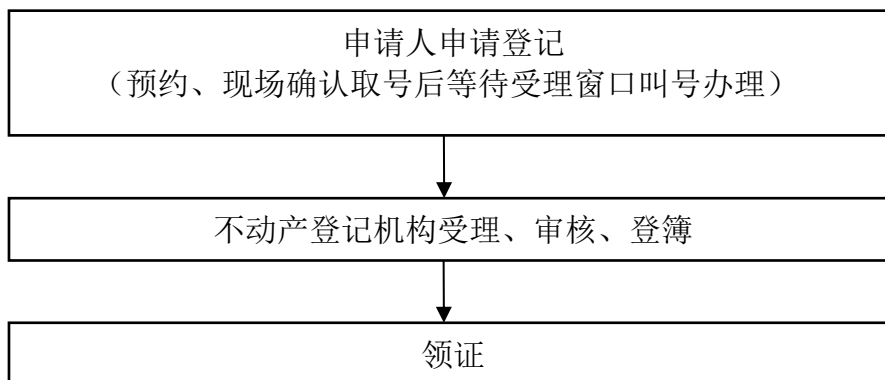 申请人申请登记
（预约、现场确认取号后等待受理窗口叫号办理）
不动产登记机构受理、审核、登簿
领证